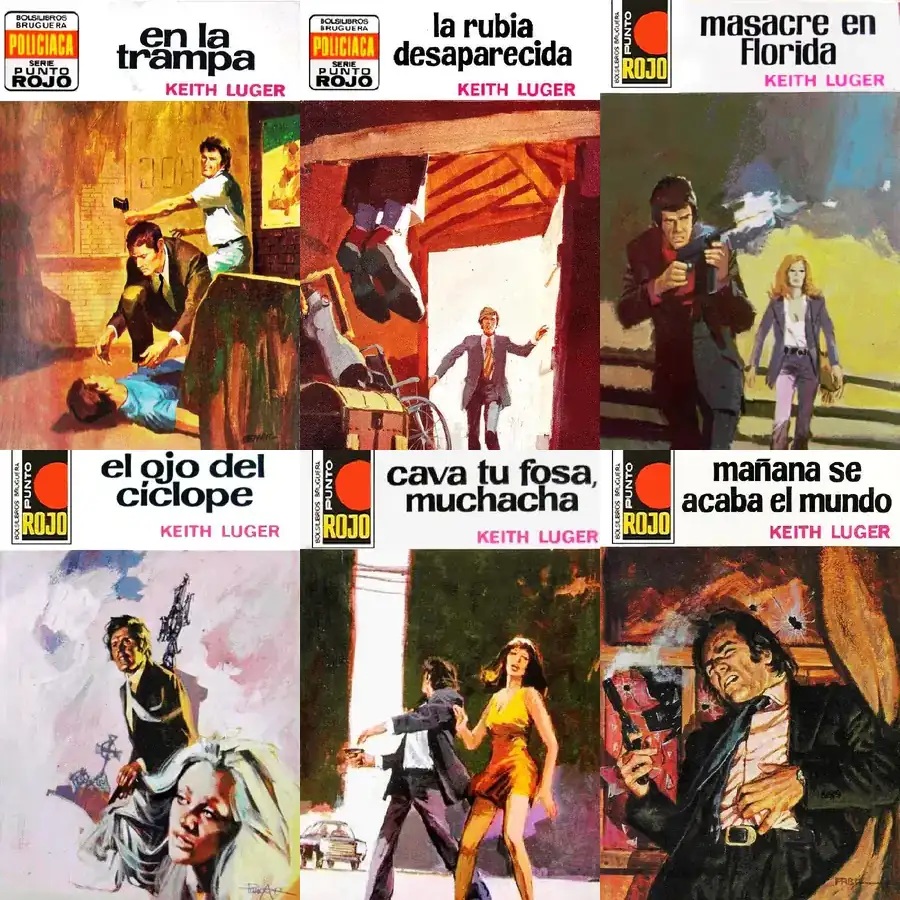 BOLSILIBROS
BRUGUERA
POLICIACA
SERIE
PUNTO
ROJO
en la
trampa
KEITH LUGER
BOLSILIBROS
BRUGUERA
POLICIACA
SERIE
PUNTO
ROJO
la rubia
desaparecida
KEITH LUGER
BOLSILIBROS BRUGUERA
PUNTO
ROJO
masacre en
Florida
KEITH LUGER
BOLSILIBROS BRUGUERA
PUNTO
ROJO
el ojo del
cíclope
KEITH LUGER
BOLSILIBROS BRUGUERA
PUNTO
ROJO
cava tu fosa,
muchacha
KEITH LUGER
BOLSILIBROS BRUGUERA
PUNTO
ROJO
mañana se
acaba el mundo
KEITH LUGER